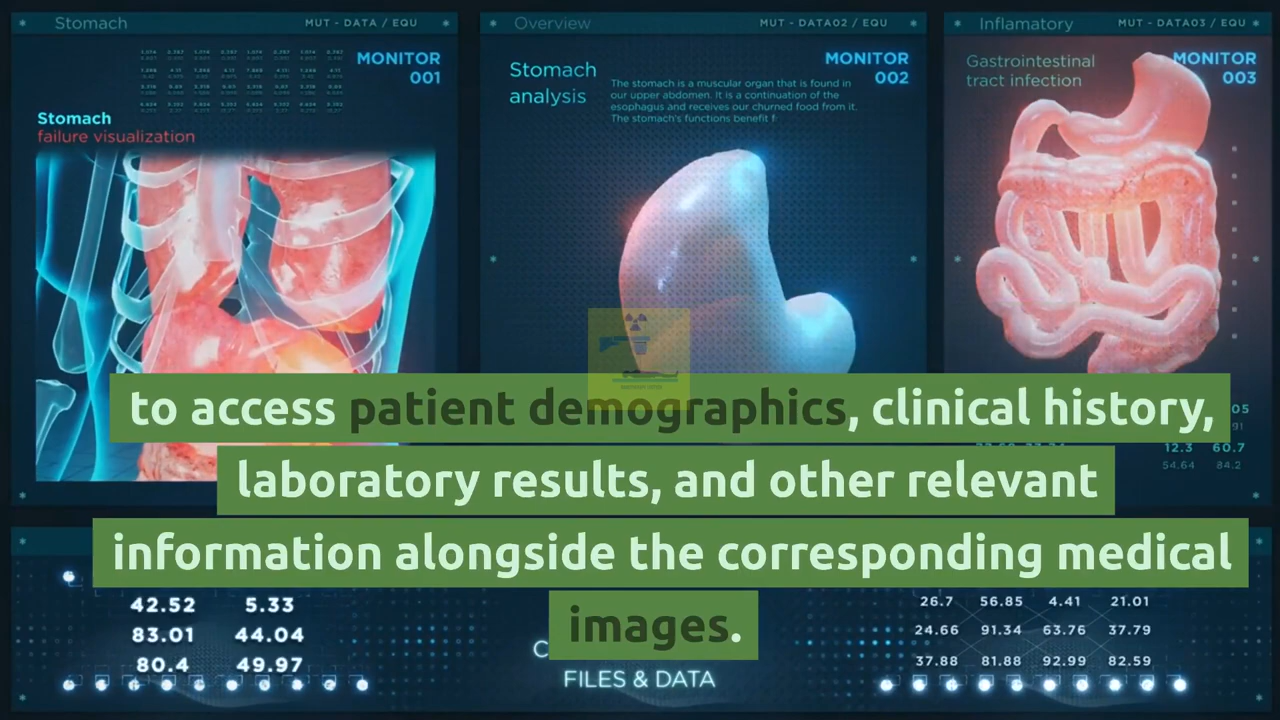 Stomach
MUT - DATA / EQU
MONITOR
001
Stomach
failure visualization
Overview
MUT - DATA02 / EQU
MONITOR
002
Stomach
analysis
The stomach is a muscular organ that is found in
our upper abdomen. It is a continuation of the
esophagus and receives our churned food from it.
The stomach's functions benefit f
Inflamatory
MUT - DATA03 / EQU
MONITOR
003
Gastrointestinal
tract infection
12.3 60.7
54.64 84.2
to access patient demographics, clinical history,
laboratory results, and other relevant
information alongside the corresponding medical
images.
42.52 5.33
83.01 44.04
80.4 49.97
FILES & DATA
26.7 56.85 4.41 21.01
24.66 91.34 63.76 37.79
37.88 81.88 92.99 82.59